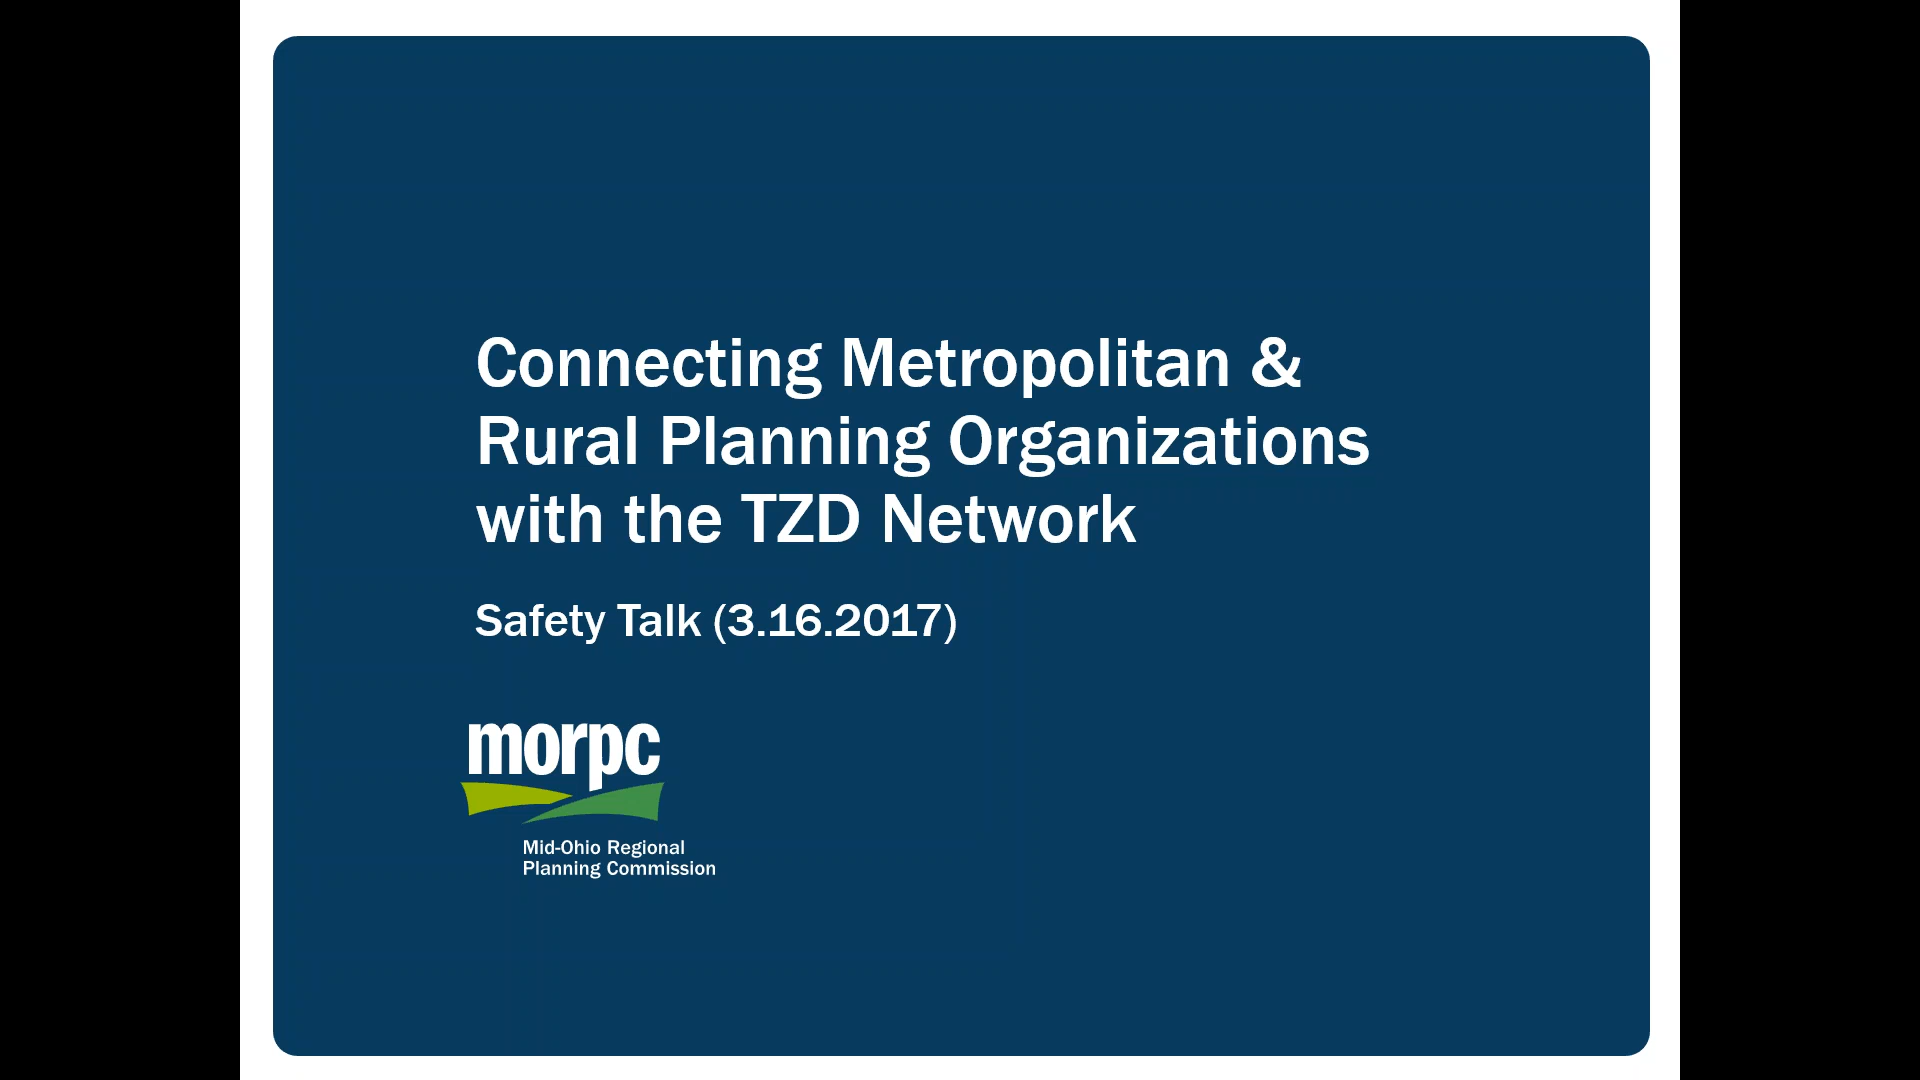 Connecting Metropolitan &
Rural Planning Organizations
with the TZD Network
Safety Talk (3.16.2017)
morpc
Mid-Ohio Regional
Planning Commission